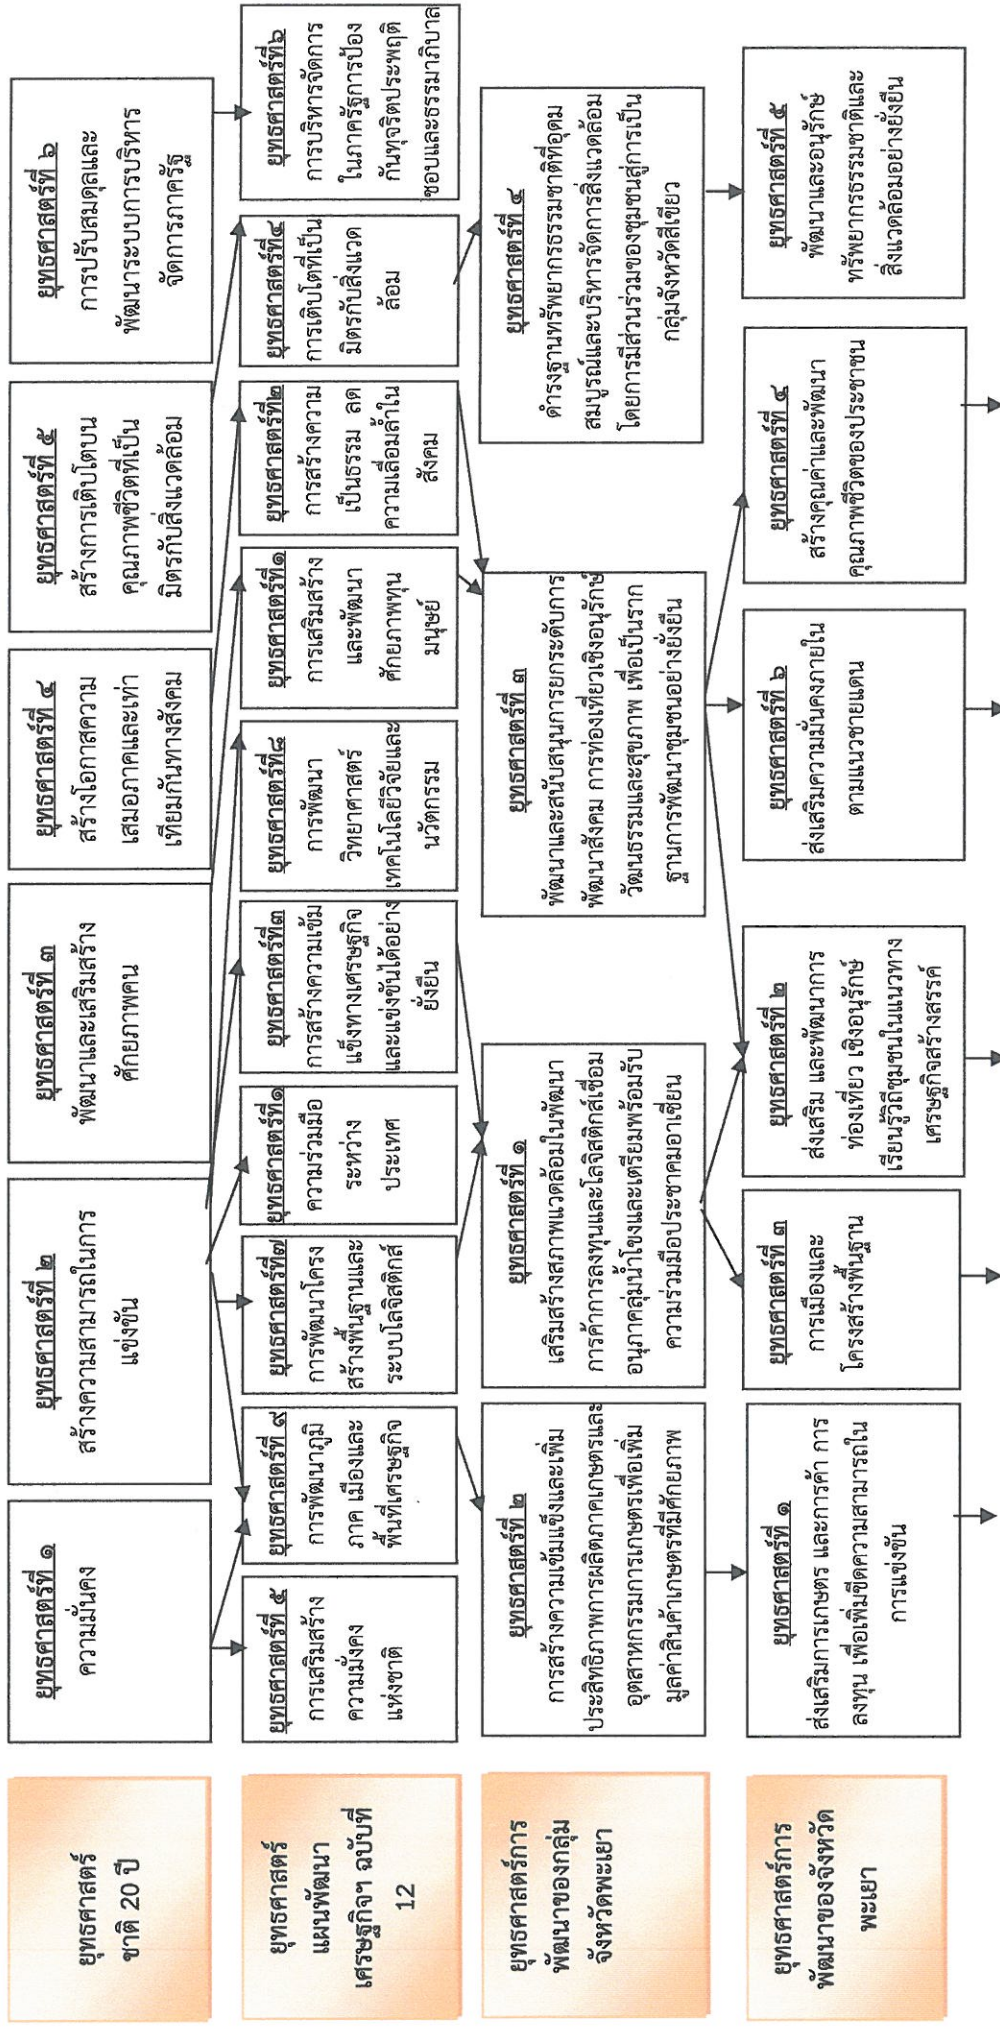 ยุทธศาสตร์
ชาติ 20 ปี
ยุทธศาสตร์ที่ ๑
ความมั่นคง
ยุทธศาสตร์ที่ ๒
สร้างความสามารถในการ
แข่งขัน
ยุทธศาสตร์ที่ ๓
พัฒนาและเสริมสร้าง
ศักยภาพคน
ยุทธศาสตร์ที่ ๔
สร้างโอกาสความ
เสมอภาคและเท่า
เทียมกันทางสังคม
ยุทธศาสตร์ที่ ๕
สร้างการเติบโตบน
คุณภาพชีวิตที่เป็น
มิตรกับสิ่งแวดล้อม
ยุทธศาสตร์ที่ ๖
การปรับสมดุลและ
พัฒนาระบบการบริหาร
จัดการภาครัฐ
ยุทธศาสตร์
แผนพัฒนา
เศรษฐกิจฯ ฉบับที่
12
ยุทธศาสตร์ที่ ๕
การเสริมสร้าง
ความมั่งคง
แห่งชาติ
ยุทธศาสตร์ที่ ๙
การพัฒนาภูมิ
ภาค เมืองและ
พื้นที่เศรษฐกิจ
ยุทธศาสตร์ที่๗
การพัฒนาโครง
สร้างพื้นฐานและ
ระบบโลจิสติกส์
ยุทธศาสตร์ที่๑
ความร่วมมือ
ระหว่าง
ประเทศ
ยุทธศาสตร์ที่๓
การสร้างความเข้ม
แข็งทางเศรษฐกิจ
และแข่งขันได้อย่าง
ยั่งยืน
ยุทธศาสตร์ที่๘
การพัฒนา
วิทยาศาสตร์
เทคโนโลยีวิจัยและ
นวัตกรรม
ยุทธศาสตร์ที่๑
การเสริมสร้าง
และพัฒนา
ศักยภาพทุน
มนุษย์
ยุทธศาสตร์ที่๒
การสร้างความ
เป็นธรรม ลด
ความเลื่อมล้ำใน
สังคม
ยุทธศาสตร์ที่๔
การเติบโตที่เป็น
มิตรกับสิ่งแวด
ล้อม
ยุทธศาสตร์ที่๖
การบริหารจัดการ
ในภาครัฐการป้อง
กันทุจริตประพฤติ
ชอบและธรรมาภิบาล
ยุทธศาสตร์การ
พัฒนาของกลุ่ม
จังหวัดพะเยา
ยุทธศาสตร์ที่ ๒
การสร้างความเข้มแข็งและเพิ่ม
ประสิทธิภาพการผลิตภาคเกษตรและ
อุตสาหกรรมการเกษตรเพื่อเพิ่ม
มูลค่าสินค้าเกษตรที่มีศักยภาพ
ยุทธศาสตร์ที่ ๑
เสริมสร้างสภาพแวดล้อมในพัฒนา
การค้าการลงทุนและโลจิสติกส์เชื่อม
อนุภาคลุ่มน้ำโขงและเตรียมพร้อมรับ
ความร่วมมือประชาคมอาเซียน
ยุทธศาสตร์ที่ ๓
พัฒนาและสนับสนุนการยกระดับการ
พัฒนาสังคม การท่องเที่ยวเชิงอนุรักษ์
วัฒนธรรมและสุขภาพ เพื่อเป็นราก
ฐานการพัฒนาชุมชนอย่างยั่งยืน
ยุทธศาสตร์ที่ ๔
ดำรงฐานทรัพยากรธรรมชาติที่อุดม
สมบูรณ์และบริหารจัดการสิ่งแวดล้อม
โดยการมีส่วนร่วมของชุมชนสู่การเป็น
กลุ่มจังหวัดสีเขียว
ยุทธศาสตร์การ
พัฒนาของจังหวัด
พะเยา
ยุทธศาสตร์ที่ ๑
ส่งเสริมการเกษตร และการค้า การ
ลงทุน เพื่อเพิ่มขีดความสามารถใน
การแข่งขัน
ยุทธศาสตร์ที่ ๓
การเมืองและ
โครงสร้างพื้นฐาน
ยุทธศาสตร์ที่ ๒
ส่งเสริม และพัฒนาการ
ท่องเที่ยว เชิงอนุรักษ์
เรียนรู้วิถีชุมชนในแนวทาง
เศรษฐกิจสร้างสรรค์
ยุทธศาสตร์ที่ ๖
ส่งเสริมความมั่นคงภายใน
ตามแนวชายแดน
ยุทธศาสตร์ที่ ๔
สร้างคุณค่าและพัฒนา
คุณภาพชีวิตของประชาชน
ยุทธศาสตร์ที่ ๕
พัฒนาและอนุรักษ์
ทรัพยากรธรรมชาติและ
สิ่งแวดล้อมอย่างยั่งยืน